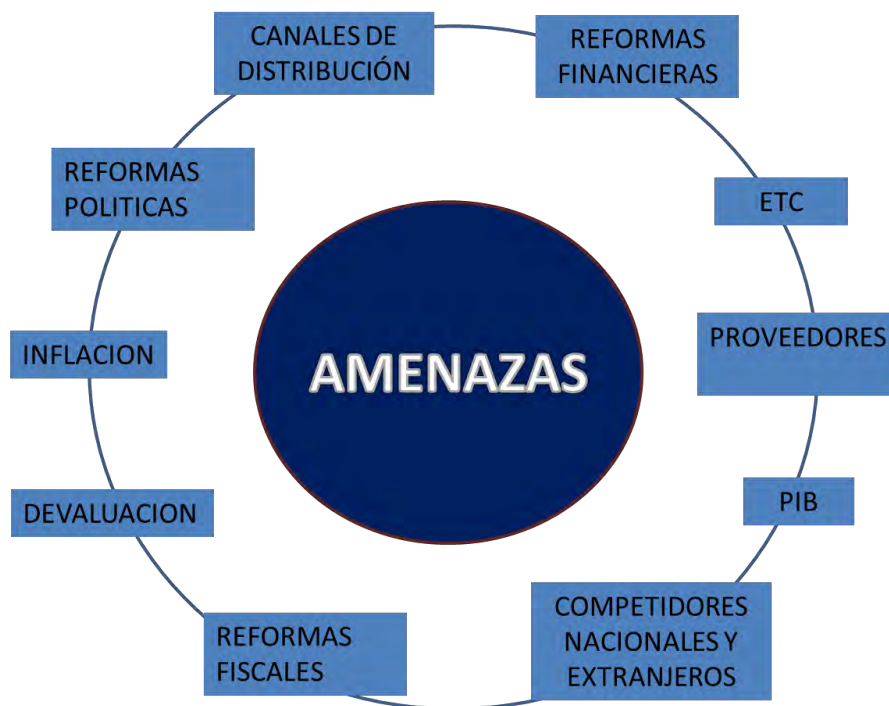 CANALES DE
DISTRIBUCIÓN
REFORMAS
FINANCIERAS
REFORMAS
POLITICAS
ETC
INFLACION
AMENAZAS
PROVEEDORES
DEVALUACION
PIB
REFORMAS
FISCALES
COMPETIDORES
NACIONALES Y
EXTRANJEROS